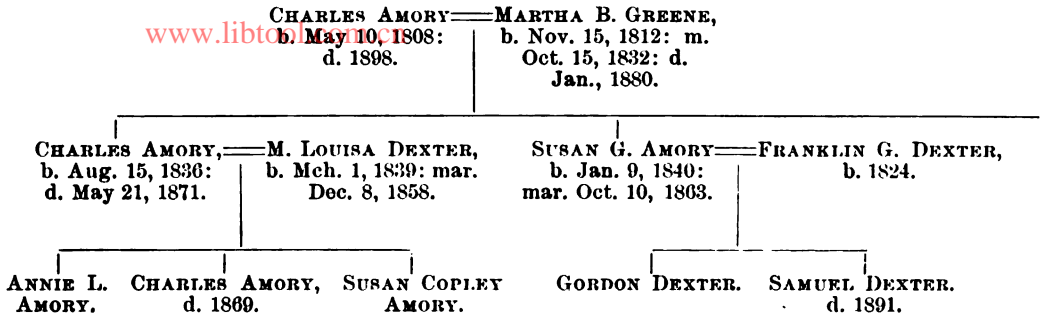 CHARLES AMORY MARTHA B. GREENE,
www.libtool.com.cn
b. May 10, 1808: b. Nov. 15, 1812: m.
d. 1898. Oct. 15, 1832: d.
Jan., 1880.
CHARLES AMORY, M. LOUISA DEXTER, SUSAN G. AMORY FRANKLIN G. DEXTER,
b. Aug. 15, 1836: b. Mch. 1, 1839: mar. b. Jan. 9, 1840: b. 1824.
d. May 21, 1871. Dec. 8, 1858. mar. Oct. 10, 1863.
ANNIE L. CHARLES AMORY, SUSAN COPLEY GORDON DEXTER. SAMUEL DEXTER.
AMORY. d. 1869. AMORY. d. 1891.